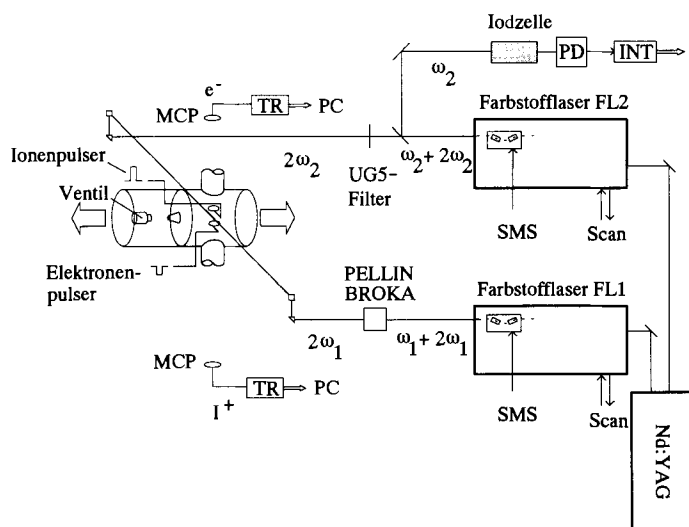 Iodzelle
ω₂
PD
INT
e⁻
MCP
TR
PC
Farbstofflaser FL2
2ω₂
UG5-
Filter
ω₂+ 2ω₂
SMS
Scan
Ionenpulser
Ventil
Elektronen-
pulser
PELLIN
BROKA
Farbstofflaser FL1
2ω₁
ω₁+ 2ω₁
SMS
Scan
MCP
TR
PC
I⁺
Nd:YAG